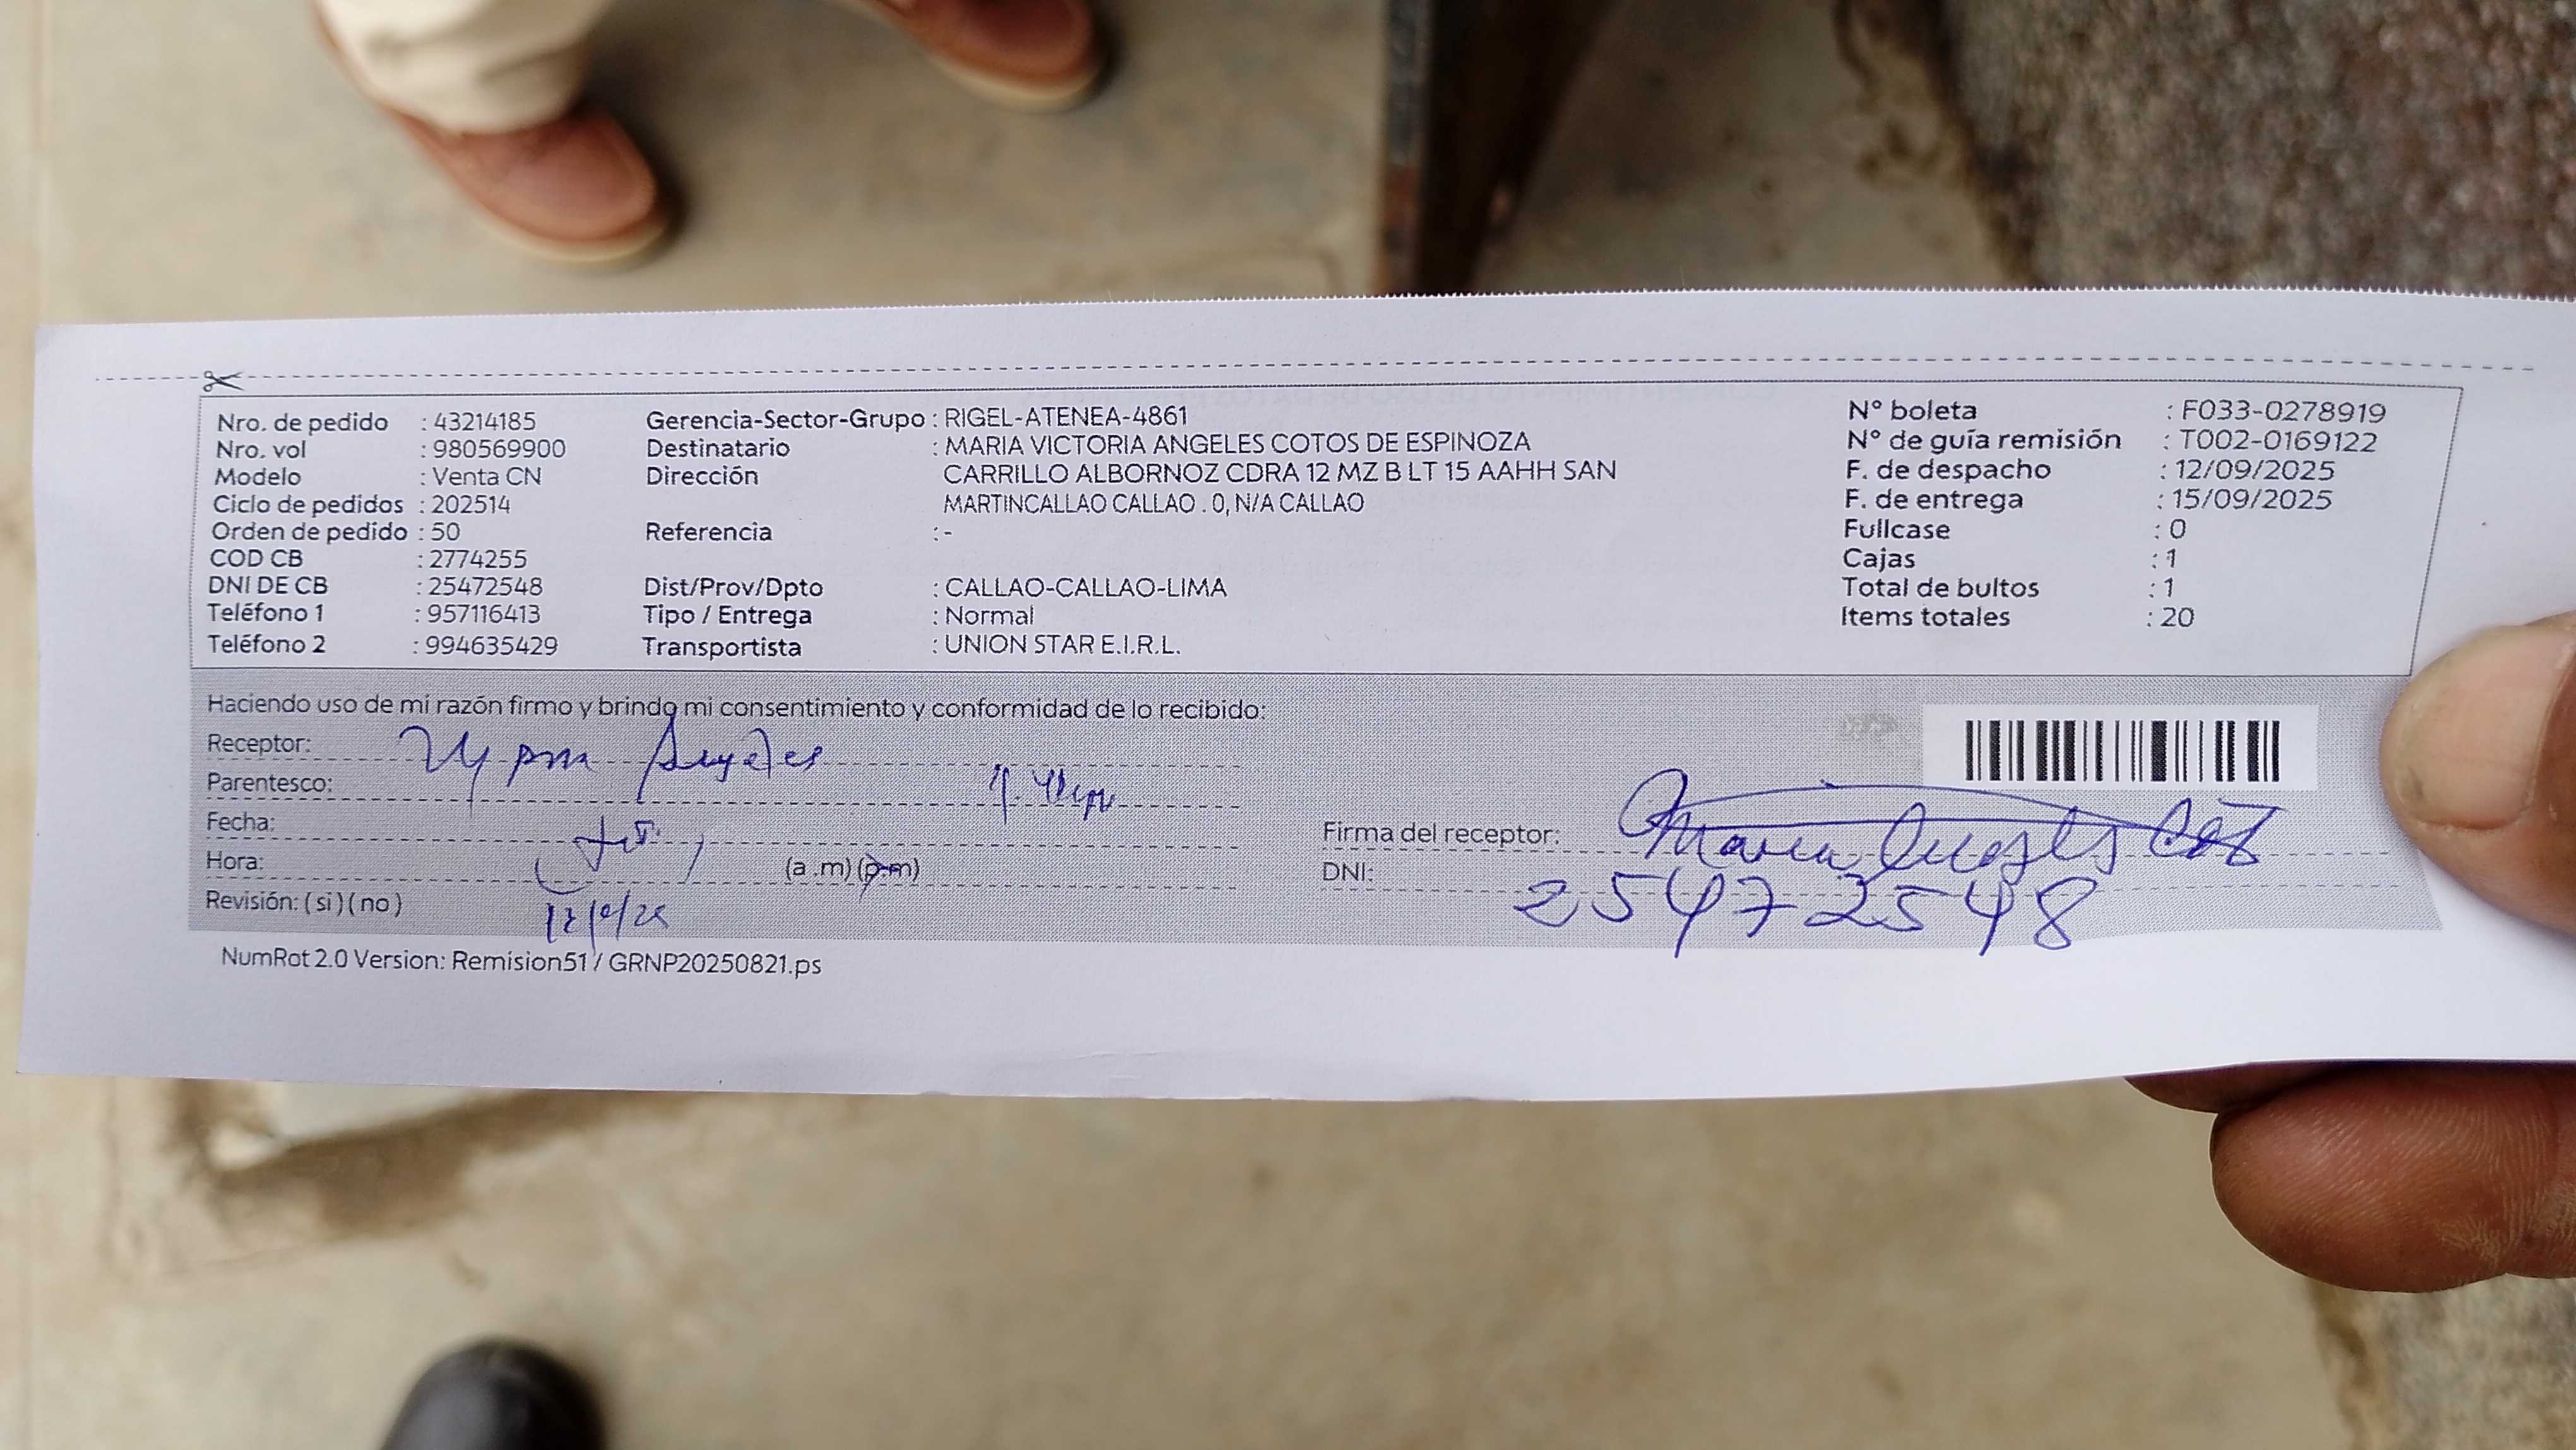 Nro. de pedido : 43214185
Nro. vol : 980569900
Modelo : Venta CN
Ciclo de pedidos : 202514
Orden de pedido : 50
COD CB : 2774255
DNI DE CB : 25472548
Teléfono 1 : 957116413
Teléfono 2 : 994635429
Gerencia-Sector-Grupo : RIGEL-ATENEA-4861
Destinatario : MARIA VICTORIA ANGELES COTOS DE ESPINOZA
Dirección CARRILLO ALBORNOZ CDRA 12 MZ B LT 15 AAHH SAN
MARTINCALLAO CALLAO . 0, N/A CALLAO
Referencia : -
Dist/Prov/Dpto : CALLAO-CALLAO-LIMA
Tipo / Entrega : Normal
Transportista : UNION STAR E.I.R.L.
N° boleta : F033-0278919
N° de guía remisión : T002-0169122
F. de despacho : 12/09/2025
F. de entrega : 15/09/2025
Fullcase : 0
Cajas : 1
Total de bultos : 1
Items totales : 20
Haciendo uso de mi razón firmo y brindo mi consentimiento y conformidad de lo recibido:
Receptor: Angeles
Parentesco:
Fecha:
Hora: (a .m) (p.m)
Revisión: ( si ) ( no )
Firma del receptor: Maria
DNI: 25472548
NumRot 2.0 Version: Remision51 / GRNP20250821.ps